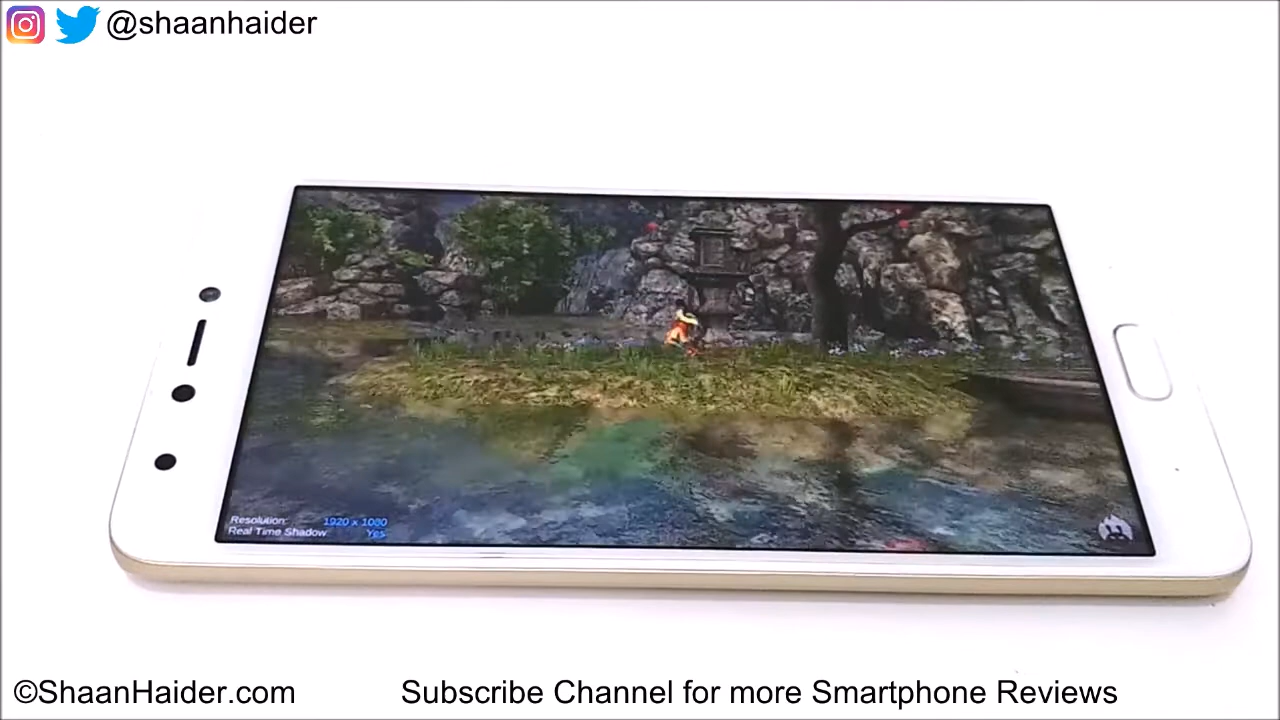 @shaanhaider
Resolution: 1920 x 1080
Real Time Shadow: Yes
©ShaanHaider.com
Subscribe Channel for more Smartphone Reviews